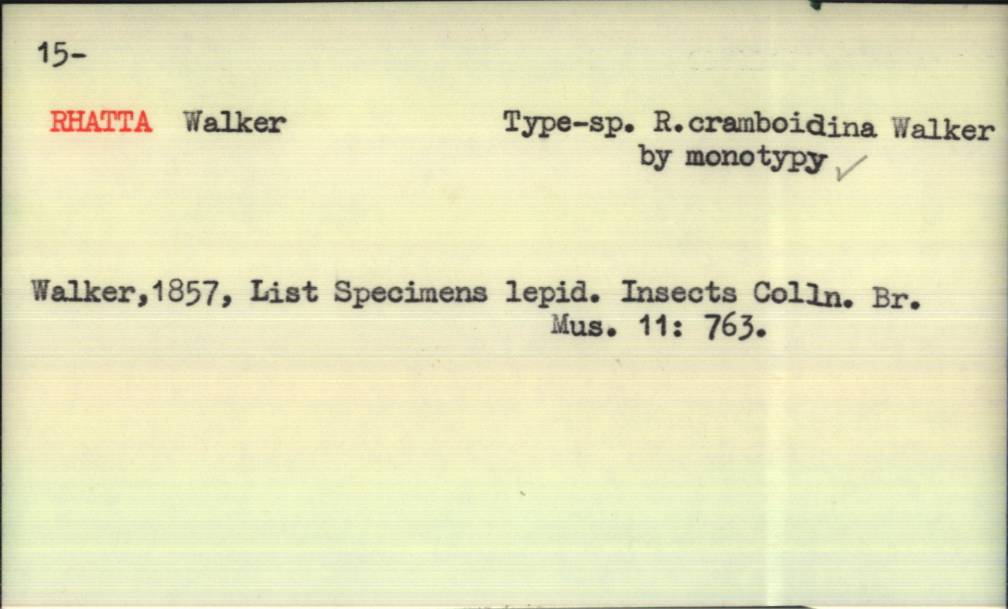 15-
RHATTA Walker Type-sp. R.cramboidina Walker
by monotypy ✓
Walker,1857, List Specimens lepid. Insects Colln. Br.
Mus. 11: 763.